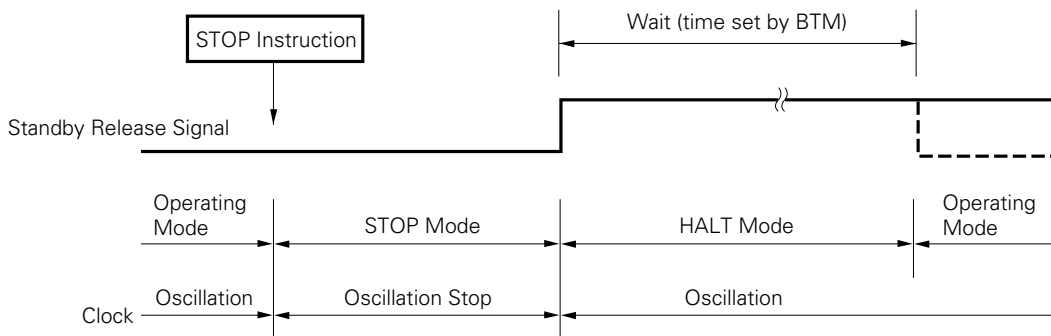 Wait (time set by BTM)
STOP Instruction
Standby Release Signal
Operating
Mode
STOP Mode
HALT Mode
Operating
Mode
Clock
Oscillation
Oscillation Stop
Oscillation